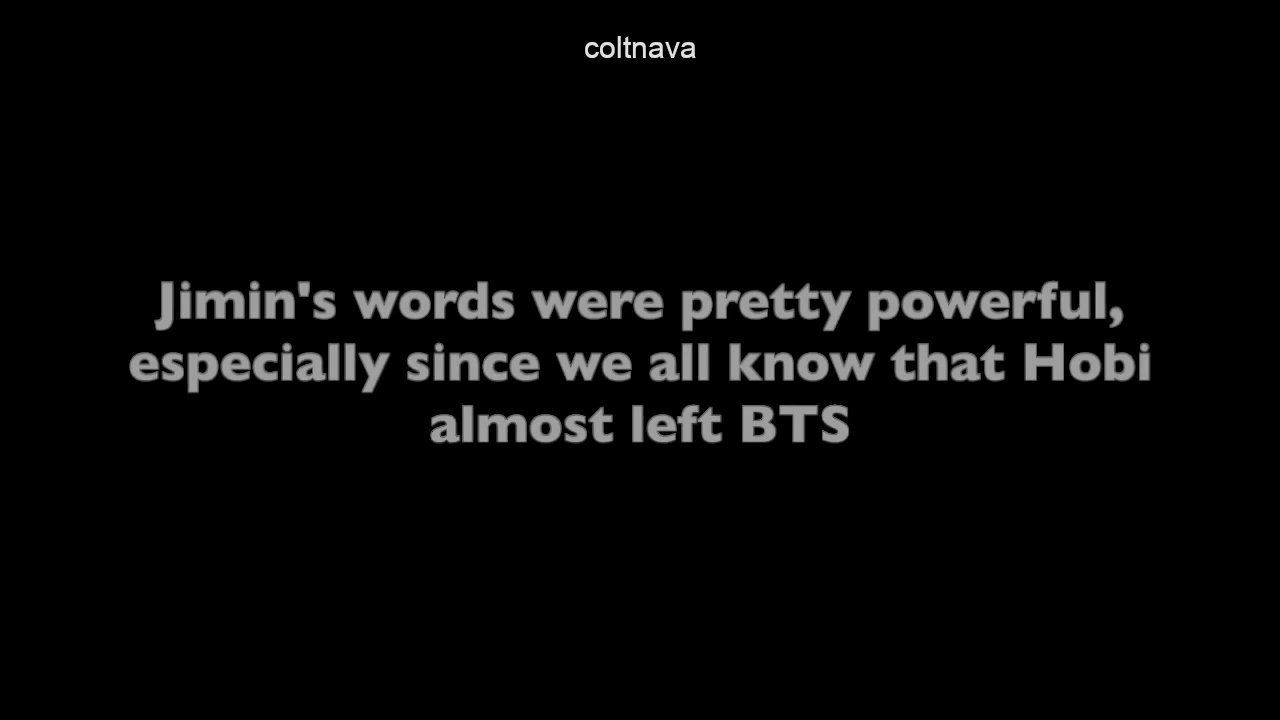 coltnava
Jimin's words were pretty powerful,
especially since we all know that Hobi
almost left BTS